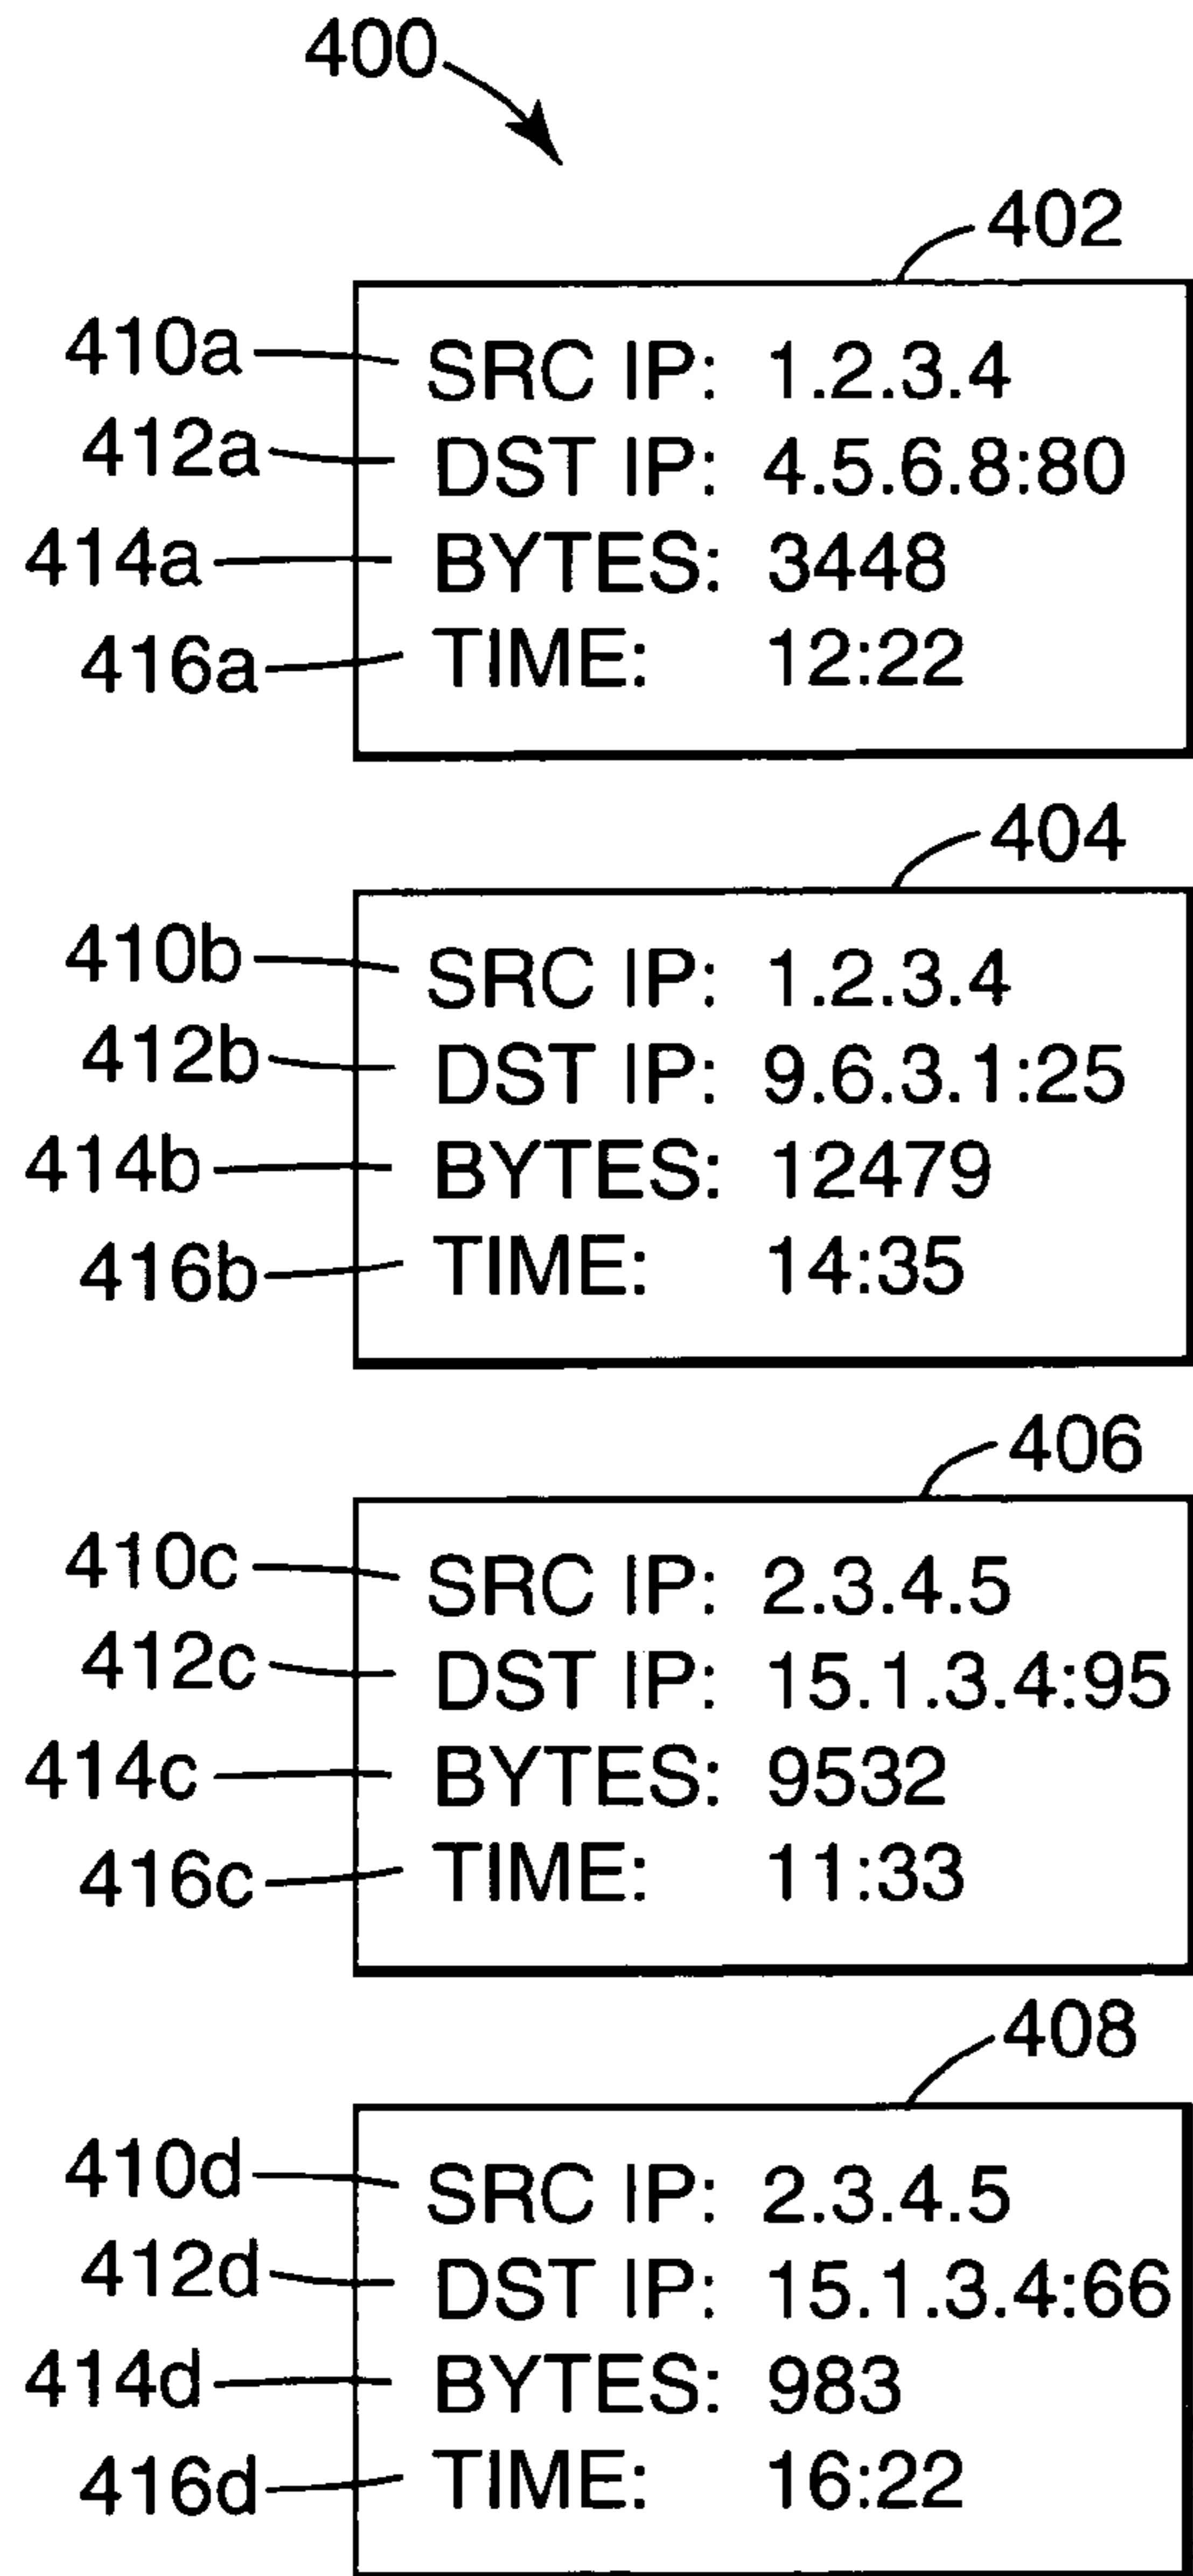 400
402
410a SRC IP: 1.2.3.4
412a DST IP: 4.5.6.8:80
414a BYTES: 3448
416a TIME: 12:22
404
410b SRC IP: 1.2.3.4
412b DST IP: 9.6.3.1:25
414b BYTES: 12479
416b TIME: 14:35
406
410c SRC IP: 2.3.4.5
412c DST IP: 15.1.3.4:95
414c BYTES: 9532
416c TIME: 11:33
408
410d SRC IP: 2.3.4.5
412d DST IP: 15.1.3.4:66
414d BYTES: 983
416d TIME: 16:22